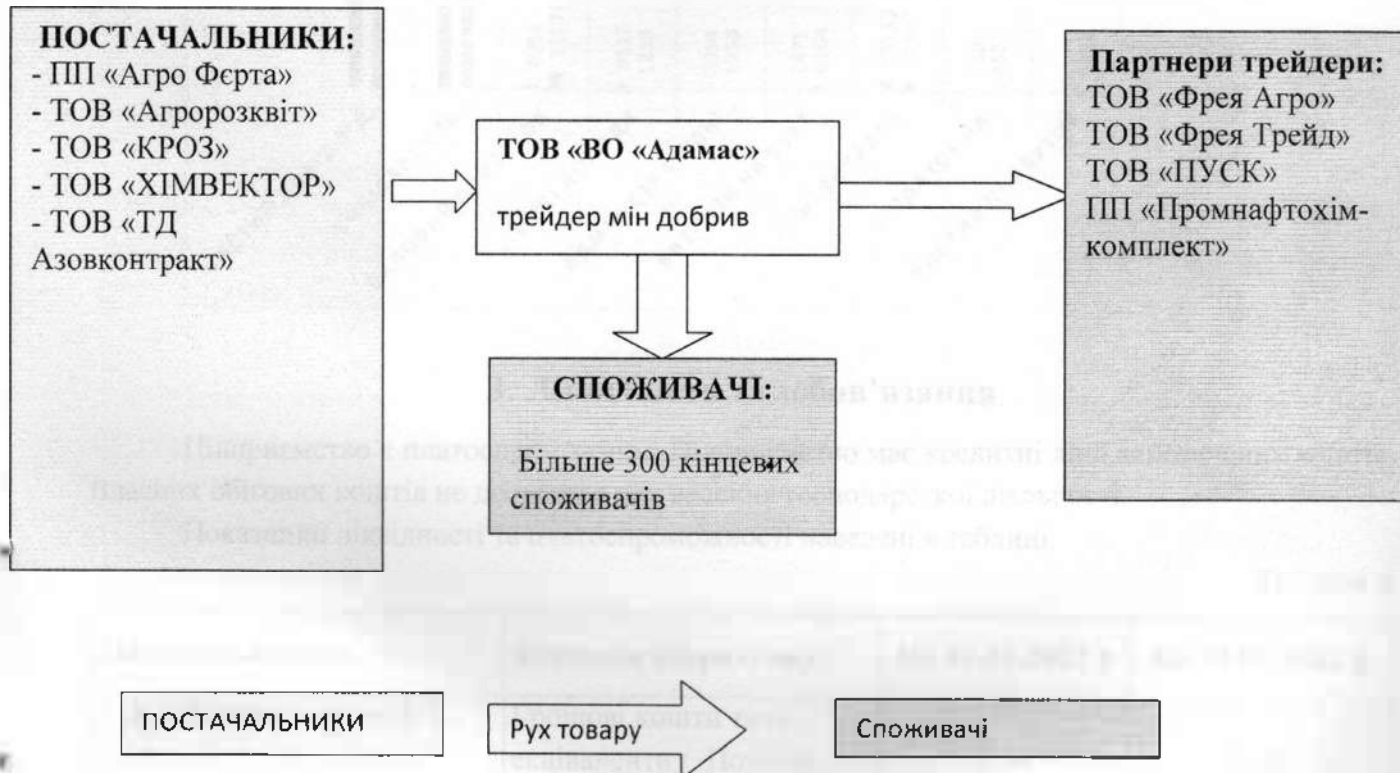 ПОСТАЧАЛЬНИКИ:
- ПП «Агро Фєрта»
- ТОВ «Агророзквіт»
- ТОВ «КРОЗ»
- ТОВ «ХІМВЕКТОР»
- ТОВ «ТД
Азовконтракт»
ТОВ «ВО «Адамас»
трейдер мін добрив
Партнери трейдери:
ТОВ «Фрея Агро»
ТОВ «Фрея Трейд»
ТОВ «ПУСК»
ПП «Промнафтохім-
комплект»
СПОЖИВАЧІ:
Більше 300 кінцевих
споживачів
ПОСТАЧАЛЬНИКИ
Рух товару
Споживачі